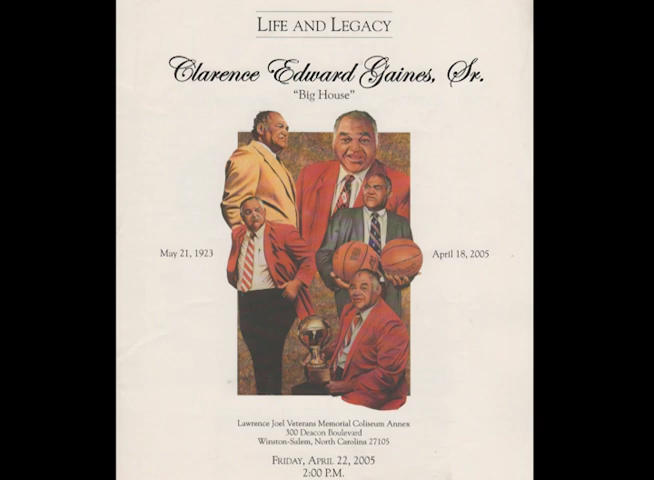 LIFE AND LEGACY
Clarence Edward Gaines, Sr.
"Big House"
May 21, 1923
April 18, 2005
Lawrence Joel Veterans Memorial Coliseum Annex
300 Deacon Boulevard
Winston-Salem, North Carolina 27105
FRIDAY, APRIL 22, 2005
2:00 P.M.